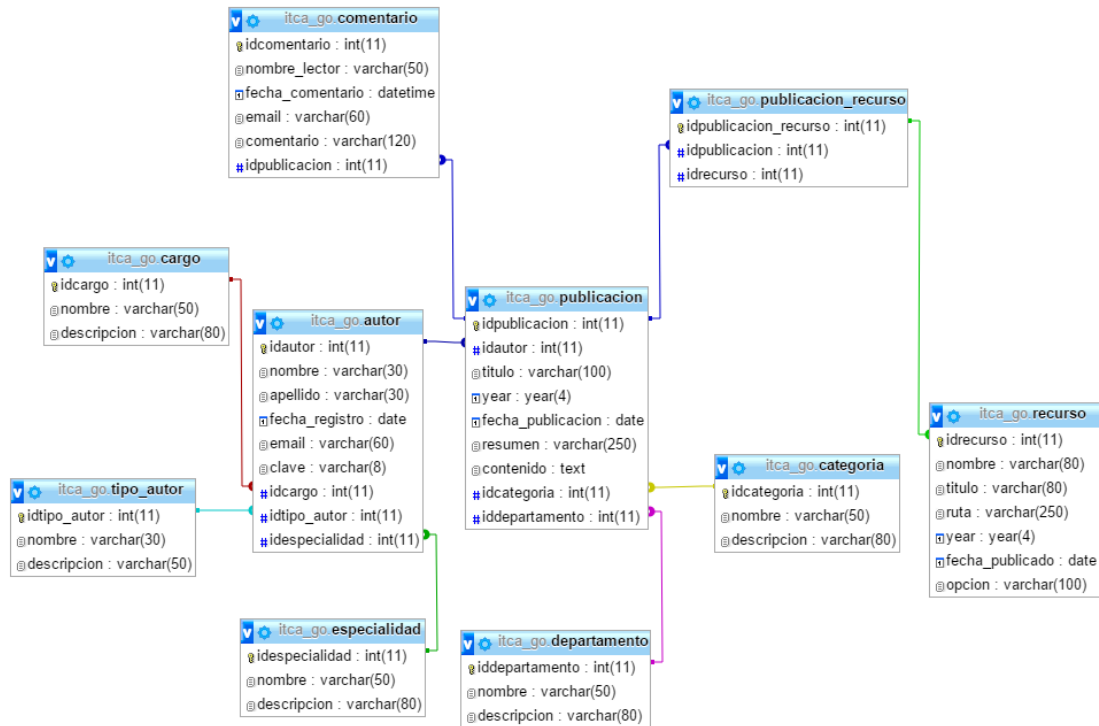 itca_go.comentario
idcomentario : int(11)
nombre_lector : varchar(50)
fecha_comentario : datetime
email : varchar(60)
comentario : varchar(120)
idpublicacion : int(11)
itca_go.publicacion_recurso
idpublicacion_recurso : int(11)
idpublicacion : int(11)
idrecurso : int(11)
itca_go.cargo
idcargo : int(11)
nombre : varchar(50)
descripcion : varchar(80)
itca_go.autor
idautor : int(11)
nombre : varchar(30)
apellido : varchar(30)
fecha_registro : date
email : varchar(60)
clave : varchar(8)
idcargo : int(11)
idtipo_autor : int(11)
idespecialidad : int(11)
itca_go.publicacion
idpublicacion : int(11)
idautor : int(11)
titulo : varchar(100)
year : year(4)
fecha_publicacion : date
resumen : varchar(250)
contenido : text
idcategoria : int(11)
iddepartamento : int(11)
itca_go.recurso
idrecurso : int(11)
nombre : varchar(80)
titulo : varchar(80)
ruta : varchar(250)
year : year(4)
fecha_publicado : date
opcion : varchar(100)
itca_go.categoria
idcategoria : int(11)
nombre : varchar(50)
descripcion : varchar(80)
itca_go.tipo_autor
idtipo_autor : int(11)
nombre : varchar(30)
descripcion : varchar(50)
itca_go.especialidad
idespecialidad : int(11)
nombre : varchar(50)
descripcion : varchar(80)
itca_go.departamento
iddepartamento : int(11)
nombre : varchar(50)
descripcion : varchar(80)